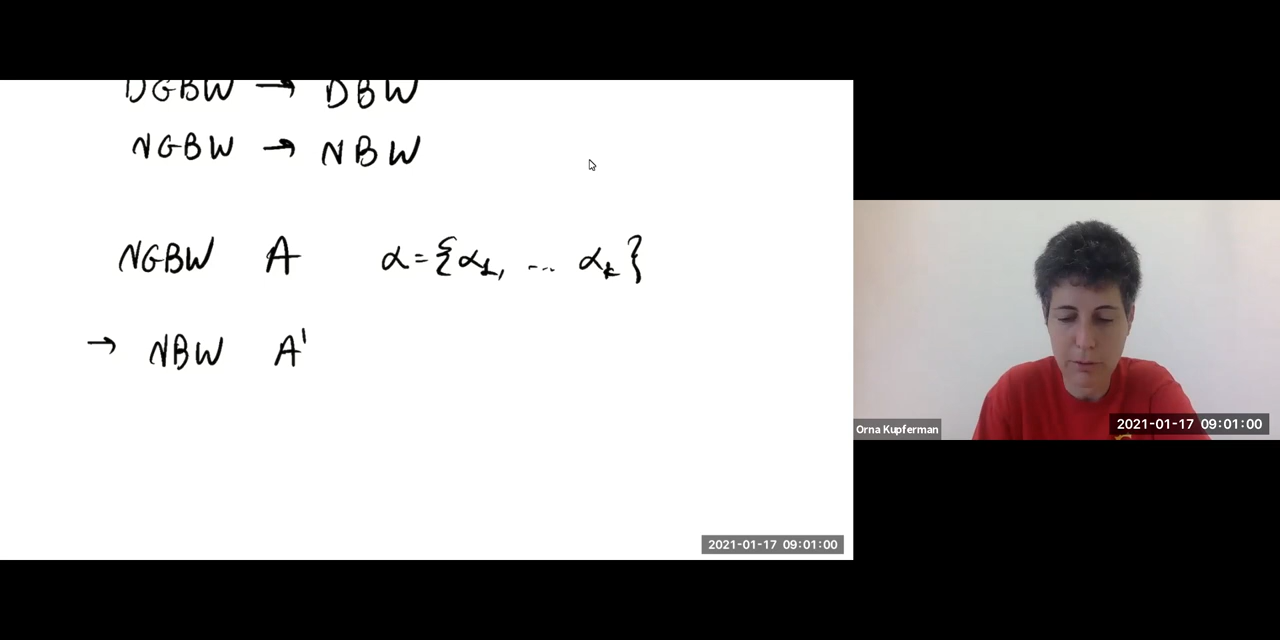 DGBW → DBW
NGBW → NBW
NGBW A α = {α1, ... αk}
→ NBW A'
Orna Kupferman
2021-01-17 09:01:00
2021-01-17 09:01:00